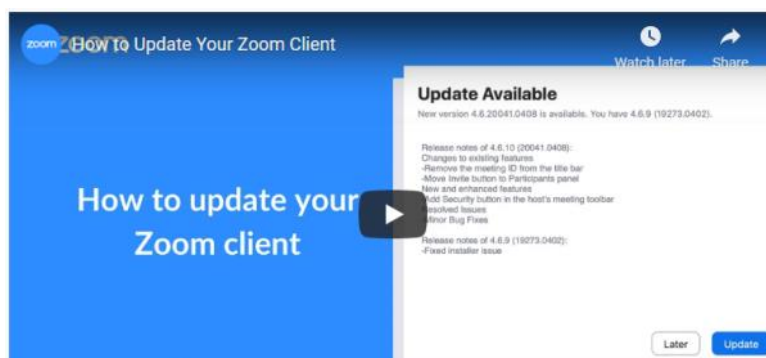 zoom
zoom
How to Update Your Zoom Client
Watch later
Share
Update Available
New version 4.6.20041.0408 is available. You have 4.6.9 (19273.0402).
Release notes of 4.6.10 (20041.0408):
Changes to existing features
-Remove the meeting ID from the title bar
-Move Invite button to Participants panel
New and enhanced features
-Add Security button in the host's meeting toolbar
Resolved Issues
-Minor Bug Fixes
Release notes of 4.6.9 (19273.0402):
-Fixed installer issue
How to update your
Zoom client
Later
Update